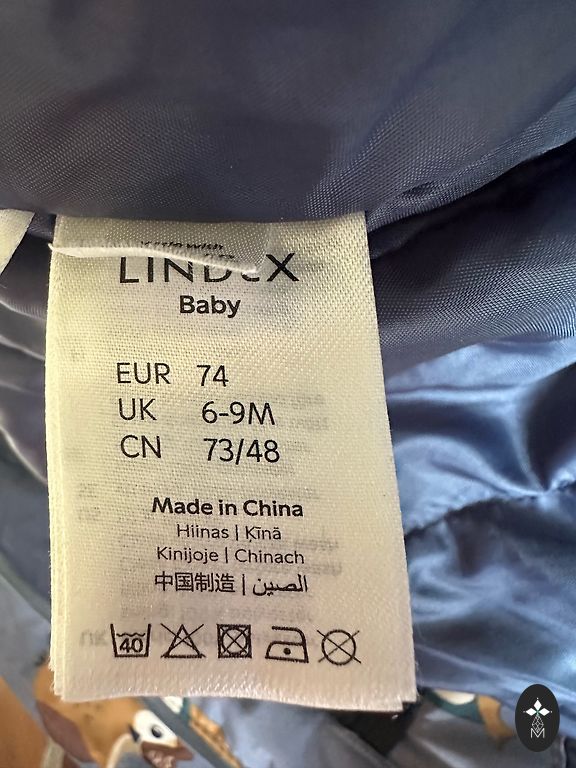 LINDEX
Baby
EUR 74
UK 6-9M
CN 73/48
Made in China
Hiinas | Ķīnā
Kinijoje | Chinach
中国制造 | الصين
40
M